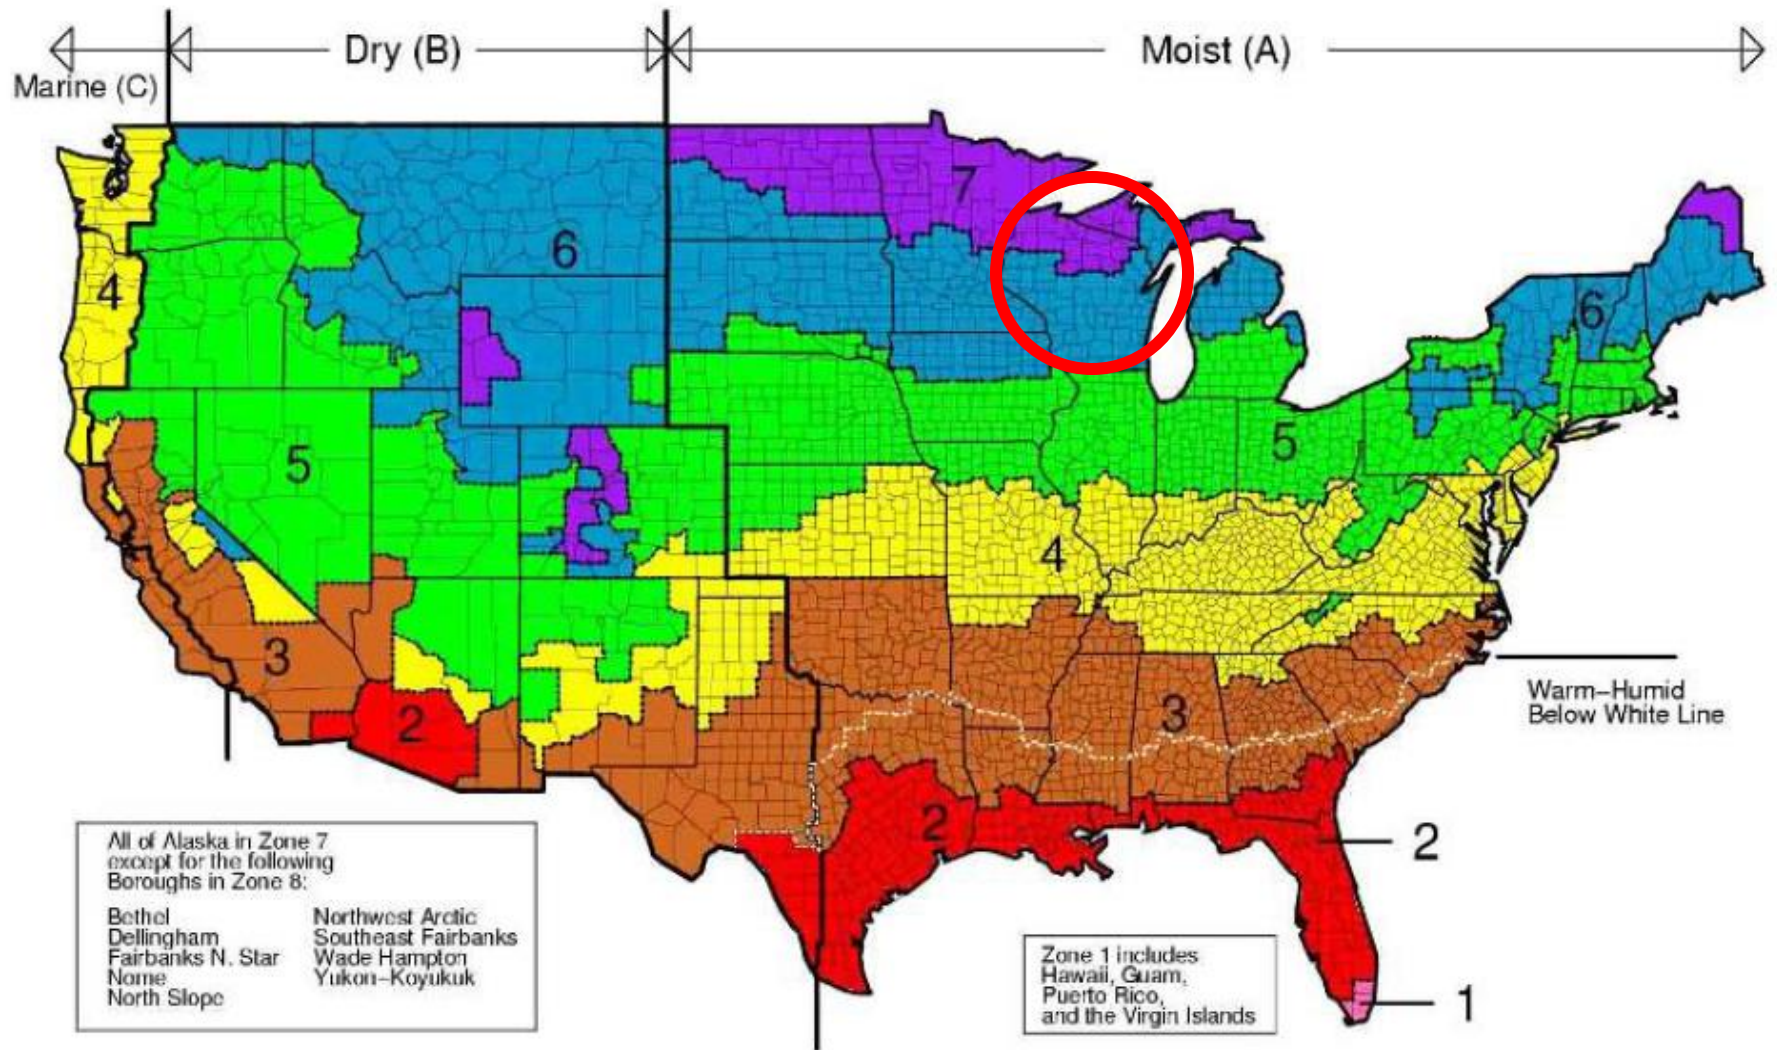 Marine (C)
Dry (B)
Moist (A)
7
6
4
6
5
5
4
3
3
2
2
Warm-Humid
Below White Line
2
1
All of Alaska in Zone 7
except for the following
Boroughs in Zone 8:
Bethel Northwest Arctic
Dellingham Southeast Fairbanks
Fairbanks N. Star Wade Hampton
Nome Yukon-Koyukuk
North Slope
Zone 1 includes
Hawaii, Guam,
Puerto Rico,
and the Virgin Islands